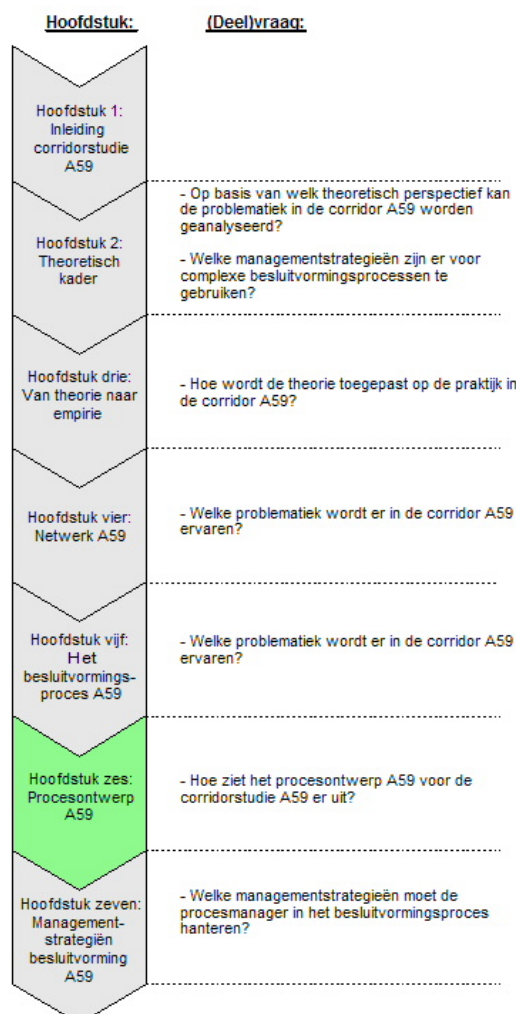 Hoofdstuk: (Deel)vraag:
Hoofdstuk 1:
Inleiding
corridorstudie
A59
- Op basis van welk theoretisch perspectief kan
de problematiek in de corridor A59 worden
geanalyseerd?
Hoofdstuk 2:
Theoretisch
kader
- Welke managementstrategieën zijn er voor
complexe besluitvormingsprocessen te
gebruiken?
Hoofdstuk drie:
Van theorie naar
empirie
- Hoe wordt de theorie toegepast op de praktijk in
de corridor A59?
Hoofdstuk vier:
Netwerk A59
- Welke problematiek wordt er in de corridor A59
ervaren?
Hoofdstuk vijf:
Het
besluitvormings-
proces A59
- Welke problematiek wordt er in de corridor A59
ervaren?
Hoofdstuk zes:
Procesontwerp
A59
- Hoe ziet het procesontwerp A59 voor de
corridorstudie A59 er uit?
Hoofdstuk zeven:
Management-
strategiën
besluitvorming
A59
- Welke managementstrategieën moet de
procesmanager in het besluitvormingsproces
hanteren?